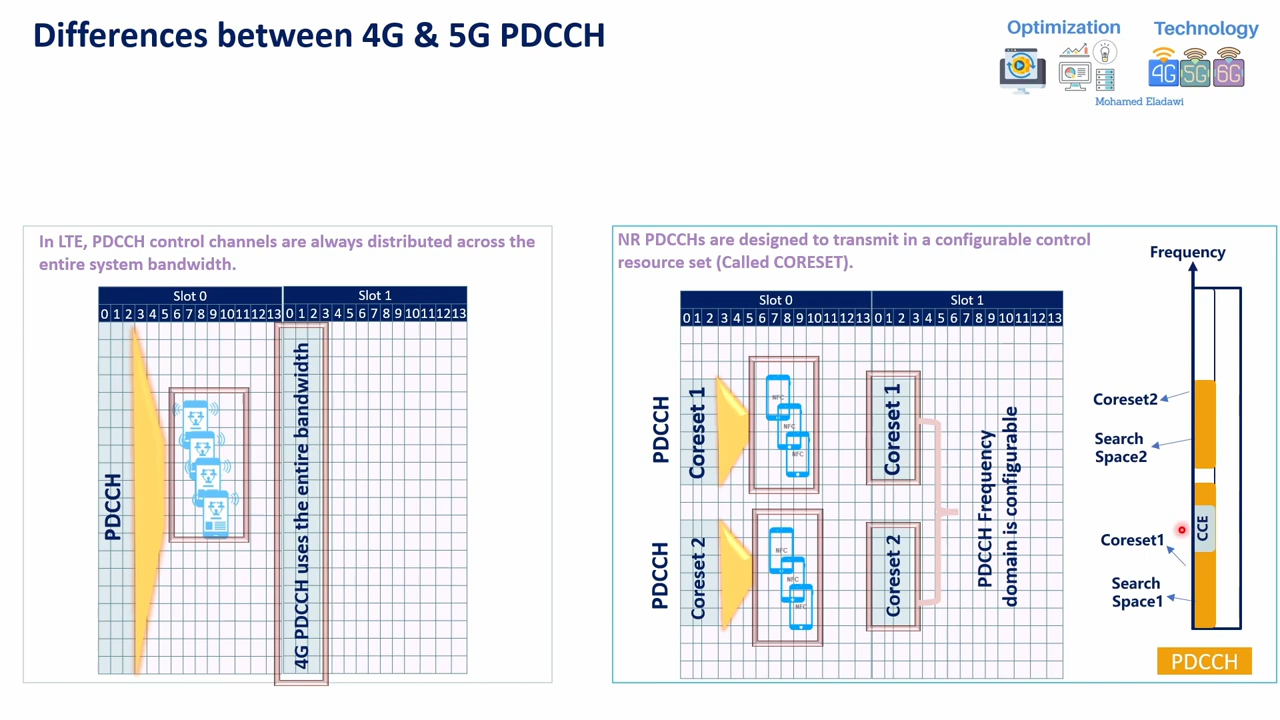 Differences between 4G & 5G PDCCH
Optimization
Technology
4G 5G 6G
Mohamed Eladawi
In LTE, PDCCH control channels are always distributed across the
entire system bandwidth.
Slot 0 Slot 1
0 1 2 3 4 5 6 7 8 9 10 11 12 13 0 1 2 3 4 5 6 7 8 9 10 11 12 13
PDCCH
4G PDCCH uses the entire bandwidth
NR PDCCHs are designed to transmit in a configurable control
resource set (Called CORESET).
Slot 0 Slot 1
0 1 2 3 4 5 6 7 8 9 10 11 12 13 0 1 2 3 4 5 6 7 8 9 10 11 12 13
PDCCH
Coreset 1
NFC
NFC
NFC
Coreset 1
PDCCH
Coreset 2
NFC
NFC
NFC
Coreset 2
PDCCH Frequency
domain is configurable
Frequency
Coreset2
Search
Space2
CCE
Coreset1
Search
Space1
PDCCH